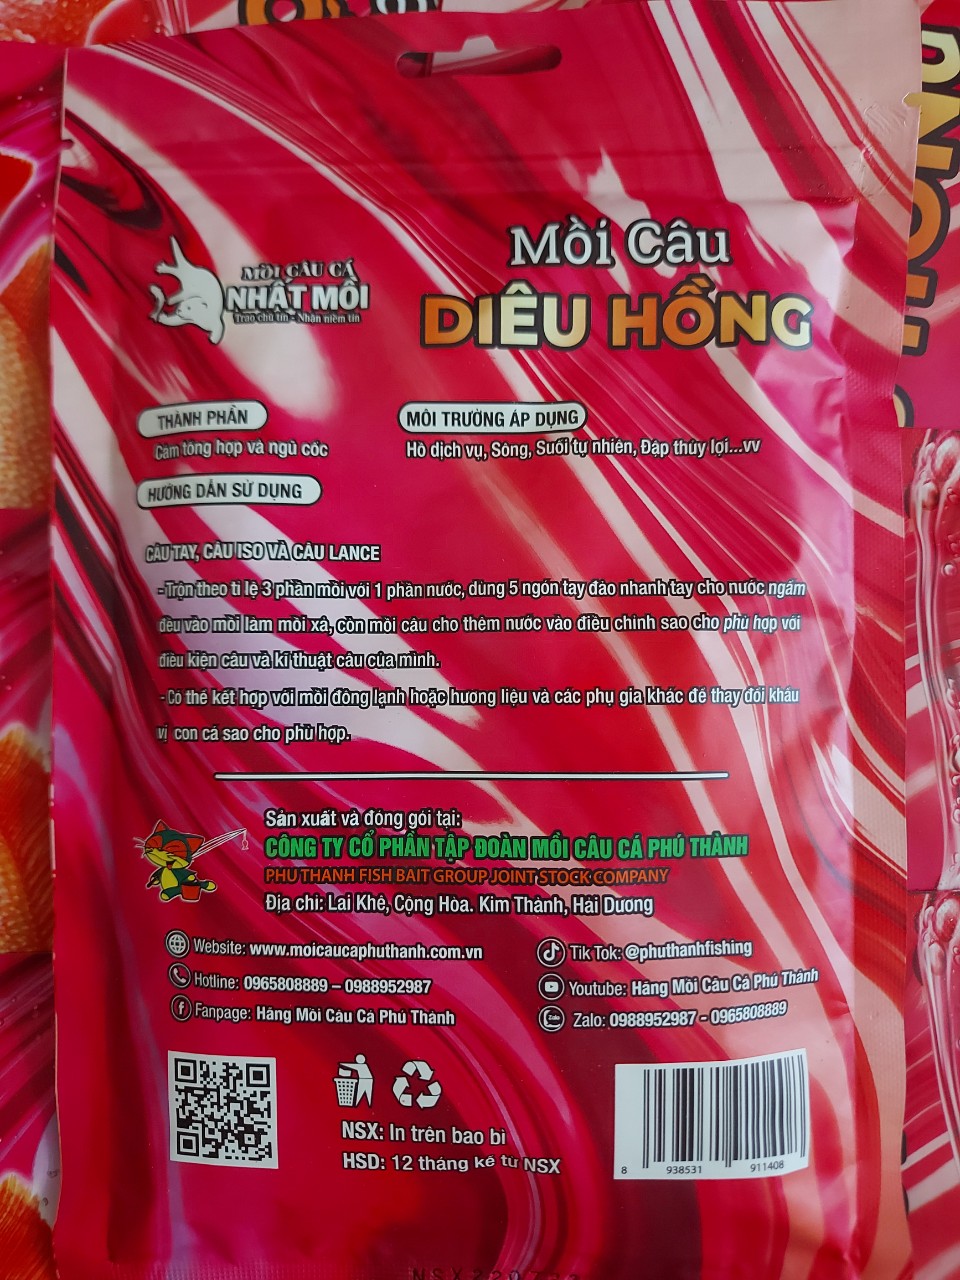 MỒI CÂU CÁ
NHẤT MỒI
Trao chữ tín - Nhận niềm tin
Mồi Câu
DIÊU HỒNG
THÀNH PHẦN
Cám tổng hợp và ngũ cốc
MÔI TRƯỜNG ÁP DỤNG
Hồ dịch vụ, Sông, Suối tự nhiên, Đập thủy lợi...vv
HƯỚNG DẪN SỬ DỤNG
CÂU TAY, CÂU ISO VÀ CÂU LANCE
-Trộn theo tỉ lệ 3 phần mồi với 1 phần nước, dùng 5 ngón tay đảo nhanh tay cho nước ngấm
đều vào mồi làm mồi xả, còn mồi câu cho thêm nước vào điều chỉnh sao cho phù hợp với
điều kiện câu và kĩ thuật câu của mình.
- Có thể kết hợp với mồi đông lạnh hoặc hương liệu và các phụ gia khác để thay đổi khẩu
vị con cá sao cho phù hợp.
Sản xuất và đóng gói tại:
CÔNG TY CỔ PHẦN TẬP ĐOÀN MỒI CÂU CÁ PHÚ THÀNH
PHU THANH FISH BAIT GROUP JOINT STOCK COMPANY
Địa chỉ: Lai Khê, Cộng Hòa. Kim Thành, Hải Dương
Website: www.moicaucaphuthanh.com.vn
Hotline: 0965808889 – 0988952987
Fanpage: Hãng Mồi Câu Cá Phú Thành
Tik Tok: @phuthanhfishing
Youtube: Hãng Mồi Câu Cá Phú Thành
Zalo: 0988952987 - 0965808889
NSX: In trên bao bì
HSD: 12 tháng kể từ NSX
8 938531 911408